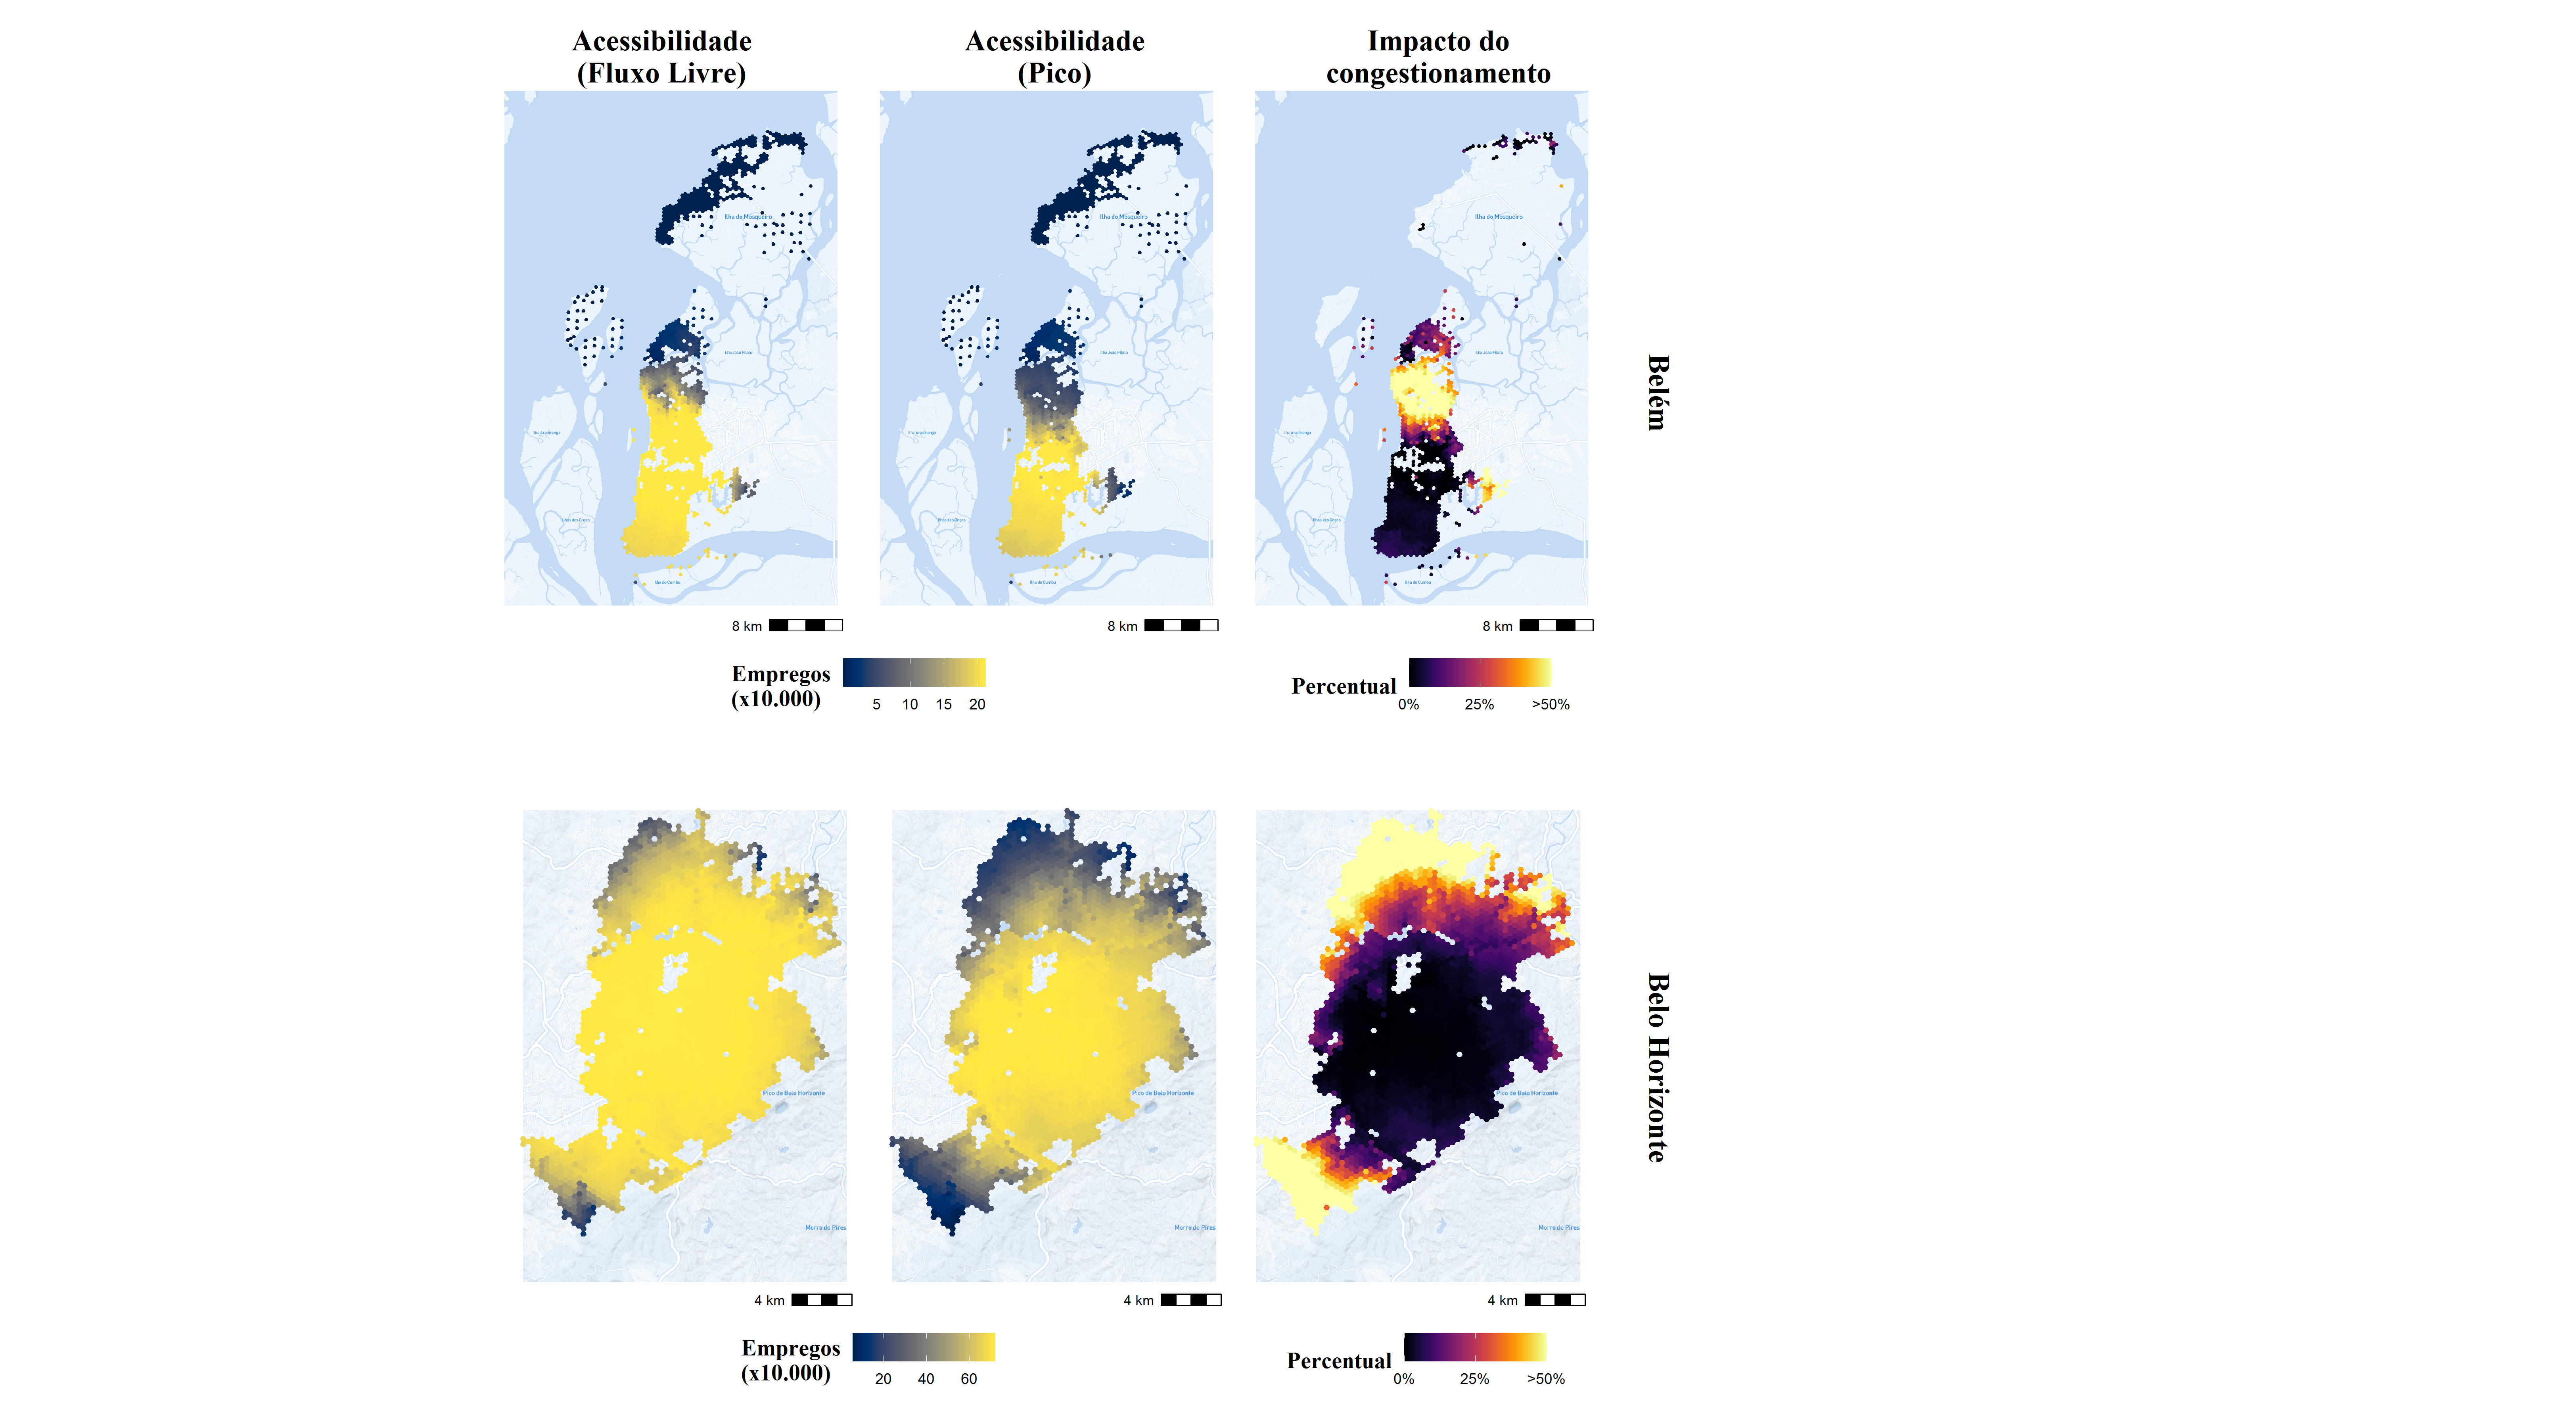 Acessibilidade
(Fluxo Livre)
Acessibilidade
(Pico)
Impacto do
congestionamento
Ilha de Mosqueiro
Ilha de Mosqueiro
Ilha de Mosqueiro
Belém
8 km
8 km
8 km
Empregos
(x10.000)
5 10 15 20
Percentual
0% 25% >50%
Pico de Belo Horizonte
Pico de Belo Horizonte
Pico de Belo Horizonte
Morro do Pires
Morro do Pires
Morro do Pires
Belo Horizonte
4 km
4 km
4 km
Empregos
(x10.000)
20 40 60
Percentual
0% 25% >50%